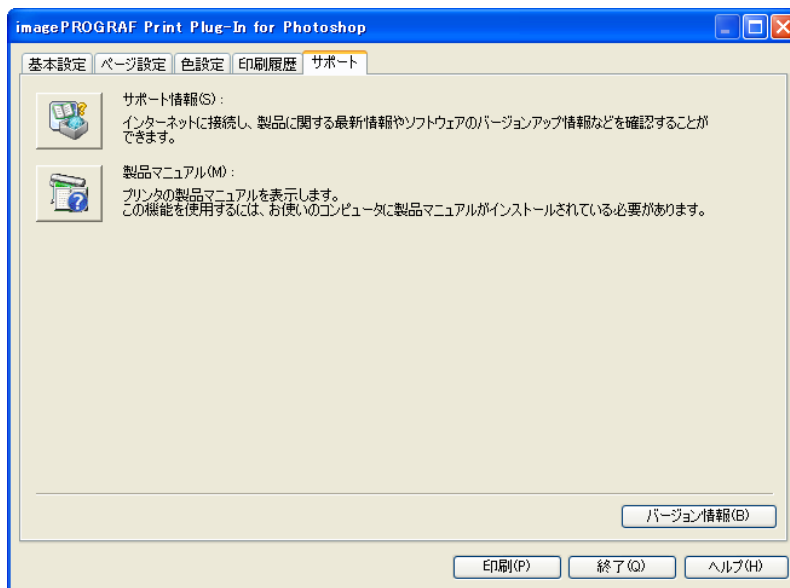 imagePROGRAF Print Plug-In for Photoshop
基本設定 ページ設定 色設定 印刷履歴 サポート
サポート情報(S) :
インターネットに接続し、製品に関する最新情報やソフトウェアのバージョンアップ情報などを確認することが
できます。
製品マニュアル(M) :
プリンタの製品マニュアルを表示します。
この機能を使用するには、お使いのコンピュータに製品マニュアルがインストールされている必要があります。
バージョン情報(B)
印刷(P) 終了(Q) ヘルプ(H)